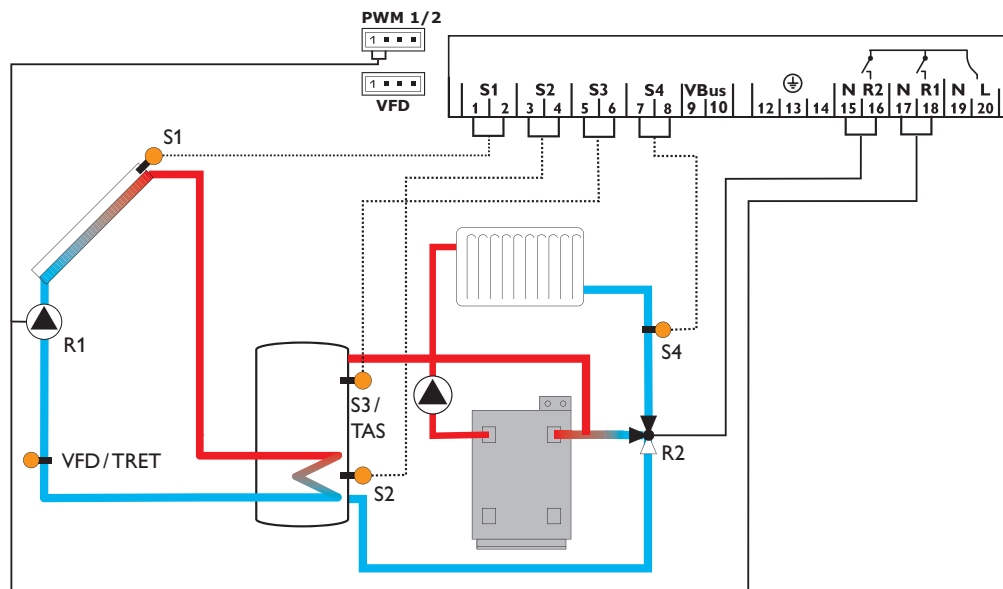 PWM 1/2
1
1
VFD
S1 S2 S3 S4 VBus N R2 N R1 N L
1 2 3 4 5 6 7 8 9 10 12 13 14 15 16 17 18 19 20
S1
R1
S4
S3 /
TAS
R2
VFD / TRET
S2